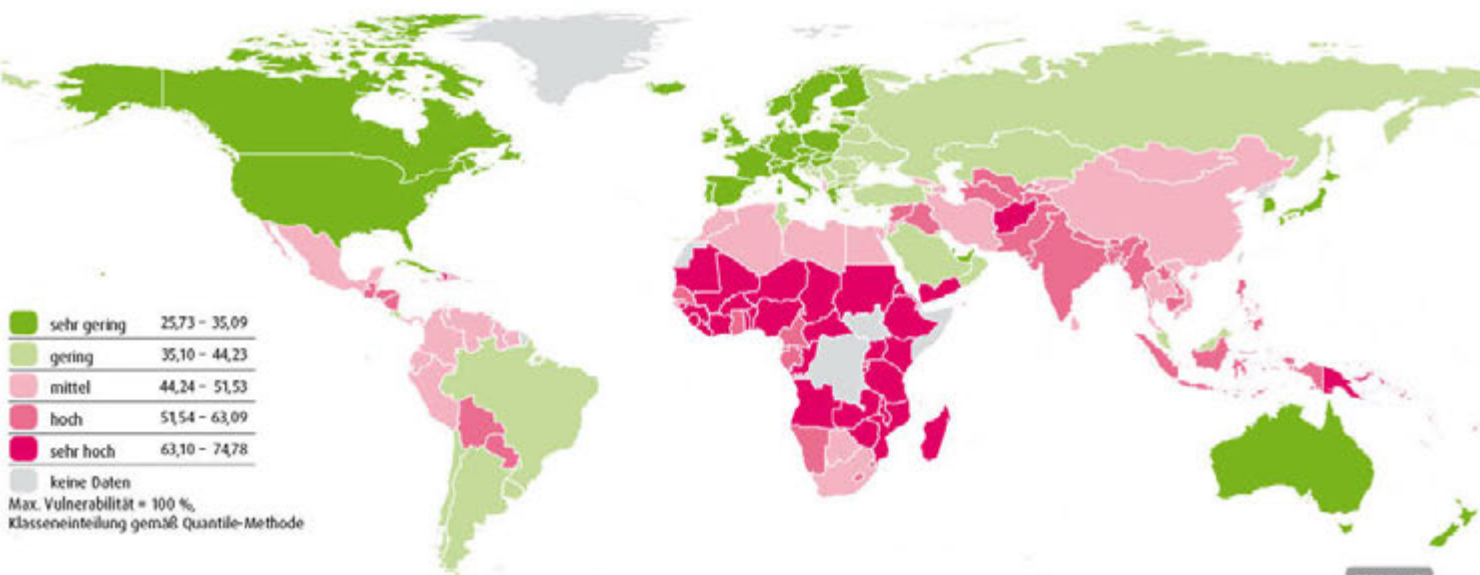 sehr gering 25,73 – 35,09
gering 35,10 – 44,23
mittel 44,24 – 51,53
hoch 51,54 – 63,09
sehr hoch 63,10 – 74,78
keine Daten
Max. Vulnerabilität = 100 %,
Klasseneinteilung gemäß Quantile-Methode